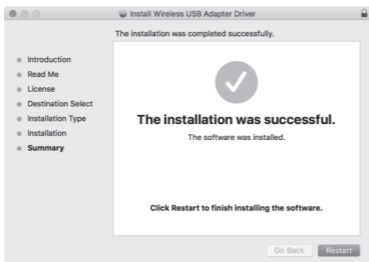 Install Wireless USB Adapter Driver
The installation was completed successfully.
Introduction
Read Me
License
Destination Select
Installation Type
Installation
Summary
The installation was successful.
The software was installed.
Click Restart to finish installing the software.
Go Back
Restart